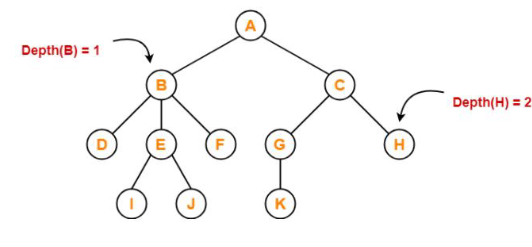 A
Depth(B) = 1
B
C
Depth(H) = 2
D
E
F
G
H
I
J
K